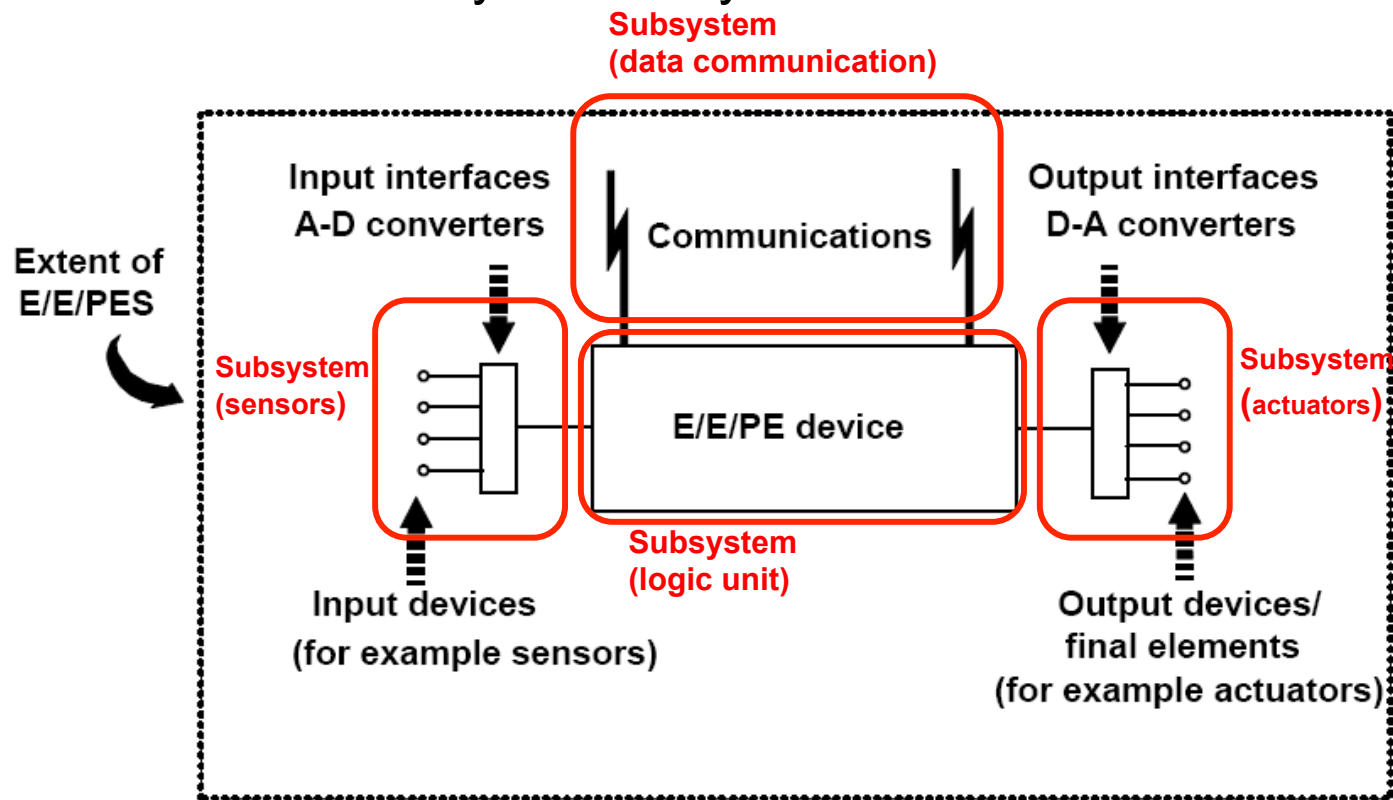 Subsystem
(data communication)
Input interfaces
A-D converters
Communications
Output interfaces
D-A converters
Extent of
E/E/PES
Subsystem
(sensors)
E/E/PE device
Subsystem
(actuators)
Subsystem
(logic unit)
Input devices
(for example sensors)
Output devices/
final elements
(for example actuators)